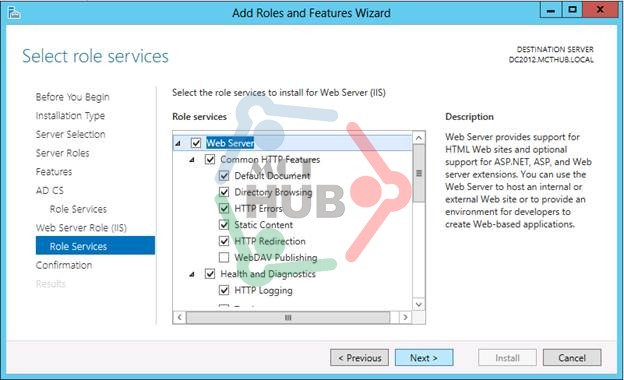 Add Roles and Features Wizard
Select role services
DESTINATION SERVER
DC2012.MCTHUB.LOCAL
Before You Begin
Installation Type
Server Selection
Server Roles
Features
AD CS
Role Services
Web Server Role (IIS)
Role Services
Confirmation
Results
Select the role services to install for Web Server (IIS)
Role services
Web Server
Common HTTP Features
Default Document
Directory Browsing
HTTP Errors
Static Content
HTTP Redirection
WebDAV Publishing
Health and Diagnostics
HTTP Logging
MCT
HUB
Description
Web Server provides support for
HTML Web sites and optional
support for ASP.NET, ASP, and Web
server extensions. You can use the
Web Server to host an internal or
external Web site or to provide an
environment for developers to
create Web-based applications.
< Previous
Next >
Install
Cancel